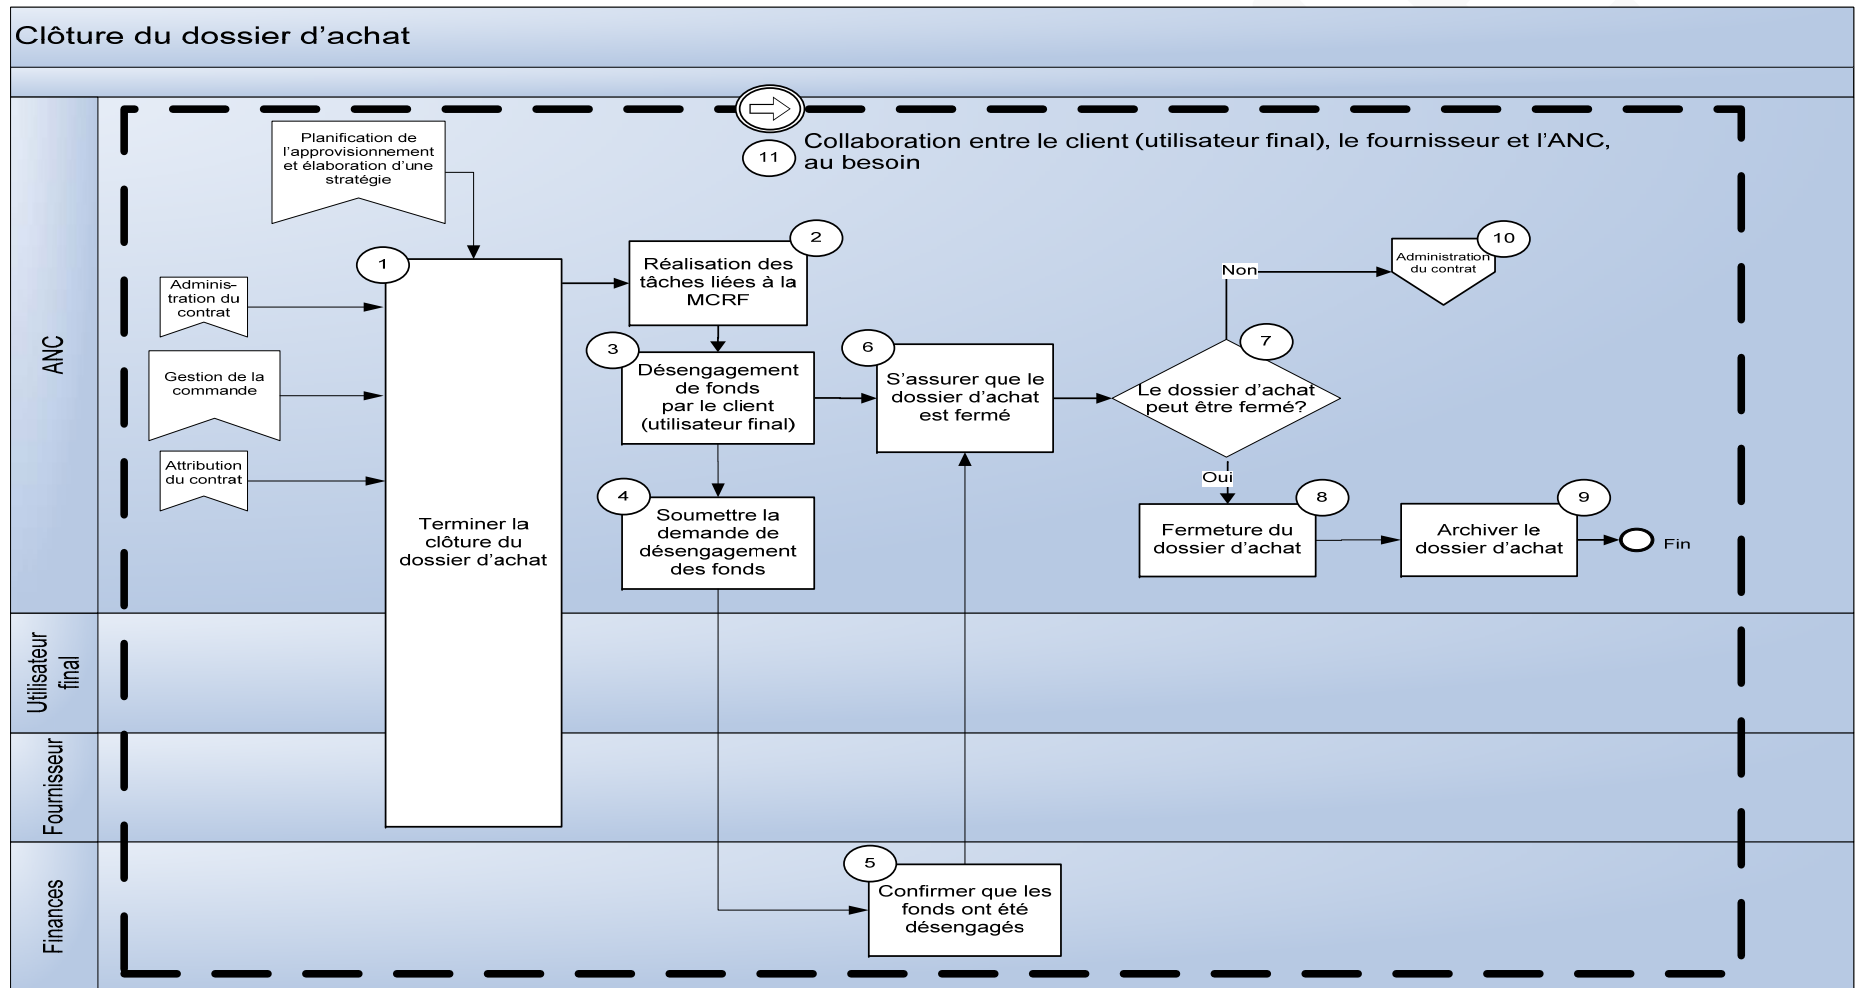 Clôture du dossier d’achat
11
Collaboration entre le client (utilisateur final), le fournisseur et l’ANC,
au besoin
Planification de
l’approvisionnement
et élaboration d’une
stratégie
ANC
Adminis-
tration du
contrat
Gestion de la
commande
Attribution
du contrat
1
Terminer la
clôture du
dossier d’achat
2
Réalisation des
tâches liées à la
MCRF
3
Désengagement
de fonds
par le client
(utilisateur final)
4
Soumettre la
demande de
désengagement
des fonds
6
S’assurer que le
dossier d’achat
est fermé
7
Le dossier d’achat
peut être fermé?
Non
10
Administration
du contrat
Oui
8
Fermeture du
dossier d’achat
9
Archiver le
dossier d’achat
Fin
Utilisateur
final
Fournisseur
Finances
5
Confirmer que les
fonds ont été
désengagés